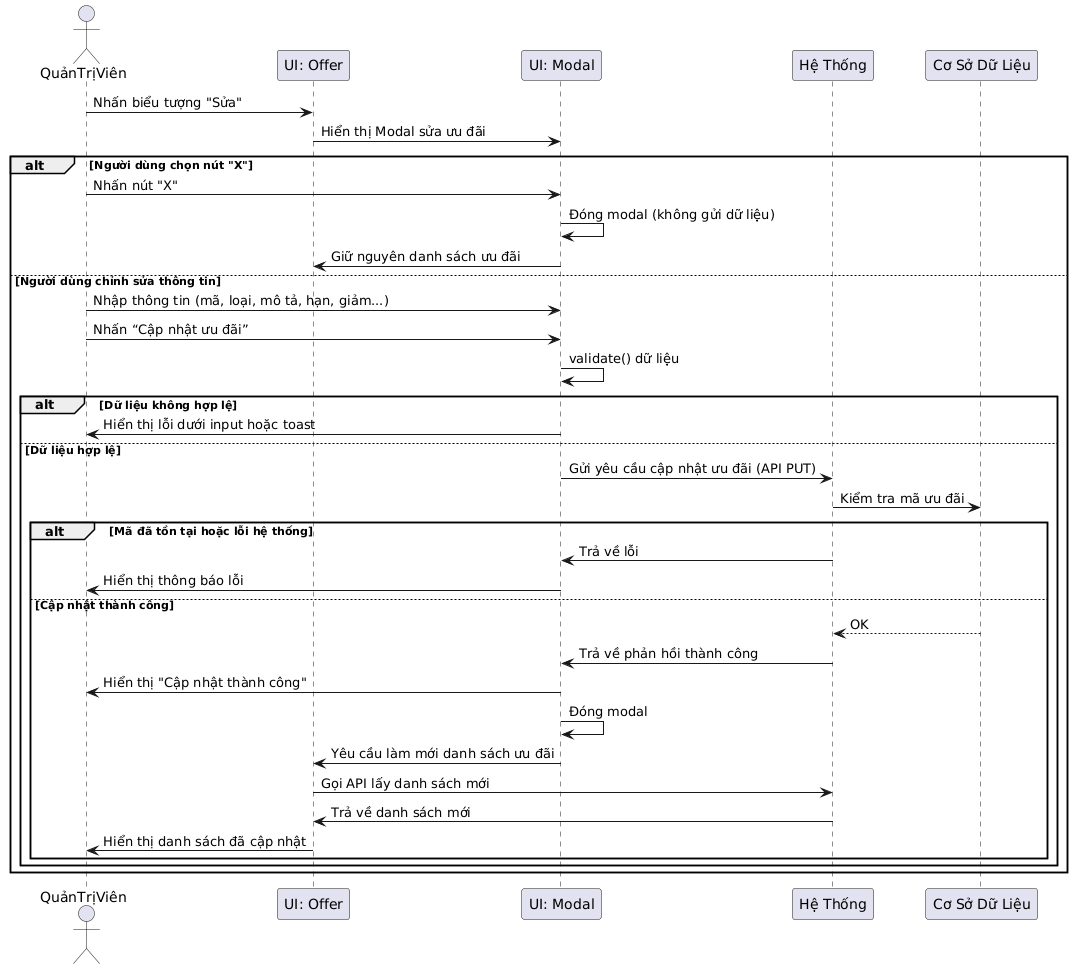 QuảnTrịViên
UI: Offer
UI: Modal
Hệ Thống
Cơ Sở Dữ Liệu
Nhấn biểu tượng "Sửa"
Hiển thị Modal sửa ưu đãi
alt
[Người dùng chọn nút "X"]
Nhấn nút "X"
Đóng modal (không gửi dữ liệu)
Giữ nguyên danh sách ưu đãi
[Người dùng chỉnh sửa thông tin]
Nhập thông tin (mã, loại, mô tả, hạn, giảm...)
Nhấn “Cập nhật ưu đãi”
validate() dữ liệu
alt
[Dữ liệu không hợp lệ]
Hiển thị lỗi dưới input hoặc toast
[Dữ liệu hợp lệ]
Gửi yêu cầu cập nhật ưu đãi (API PUT)
Kiểm tra mã ưu đãi
alt
[Mã đã tồn tại hoặc lỗi hệ thống]
Trả về lỗi
Hiển thị thông báo lỗi
[Cập nhật thành công]
OK
Trả về phản hồi thành công
Hiển thị "Cập nhật thành công"
Đóng modal
Yêu cầu làm mới danh sách ưu đãi
Gọi API lấy danh sách mới
Trả về danh sách mới
Hiển thị danh sách đã cập nhật
QuảnTrịViên
UI: Offer
UI: Modal
Hệ Thống
Cơ Sở Dữ Liệu